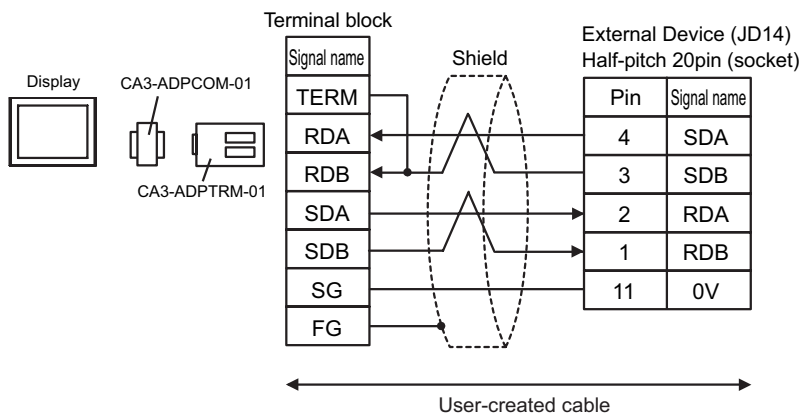 Terminal block
External Device (JD14)
Half-pitch 20pin (socket)
Display
CA3-ADPCOM-01
CA3-ADPTRM-01
Shield
Signal name
TERM
RDA
RDB
SDA
SDB
SG
FG
Pin Signal name
4 SDA
3 SDB
2 RDA
1 RDB
11 0V
User-created cable